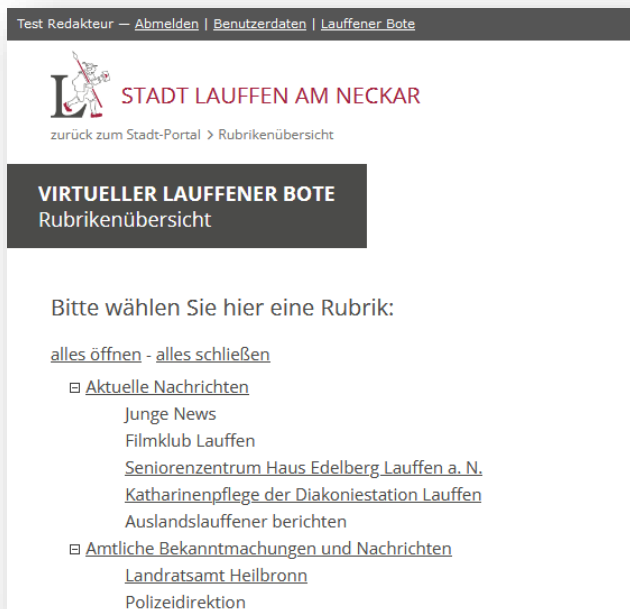 Test Redakteur — Abmelden | Benutzerdaten | Lauffener Bote
L STADT LAUFFEN AM NECKAR
zurück zum Stadt-Portal > Rubrikenübersicht
VIRTUELLER LAUFFENER BOTE
Rubrikenübersicht
Bitte wählen Sie hier eine Rubrik:
alles öffnen - alles schließen
Aktuelle Nachrichten
Junge News
Filmklub Lauffen
Seniorenzentrum Haus Edelberg Lauffen a. N.
Katharinenpflege der Diakoniestation Lauffen
Auslandslauffener berichten
Amtliche Bekanntmachungen und Nachrichten
Landratsamt Heilbronn
Polizeidirektion